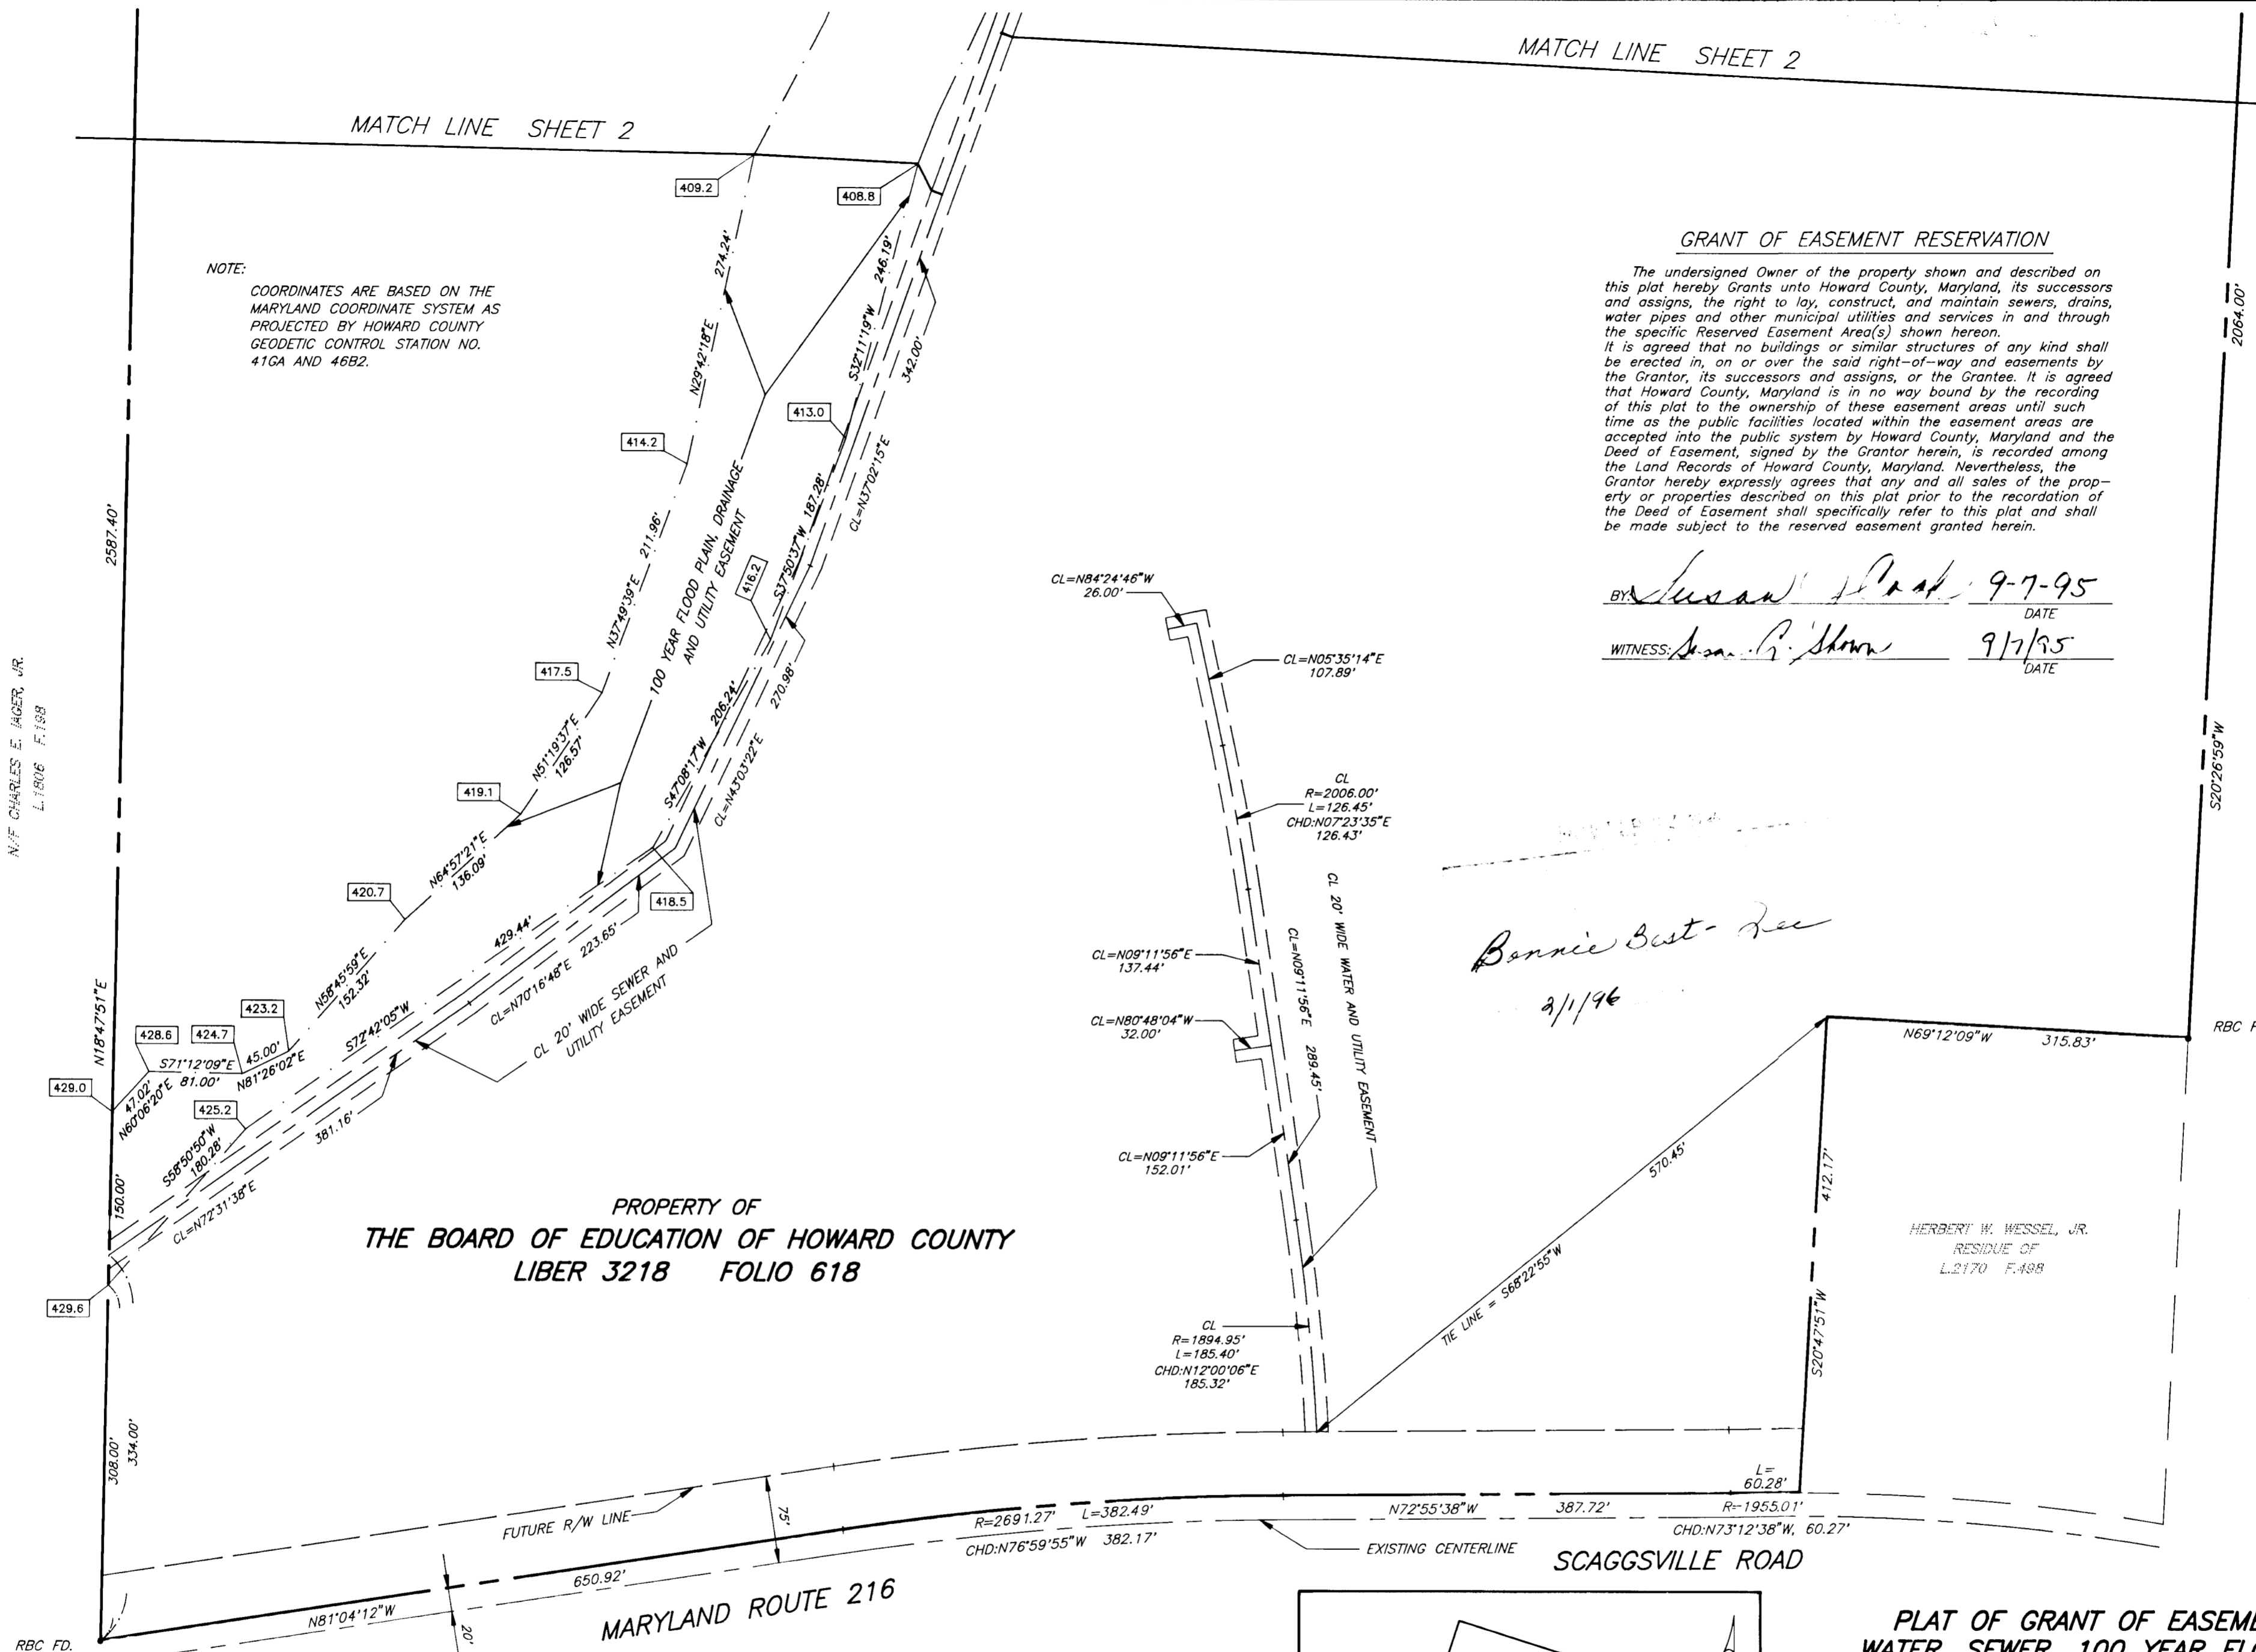 MATCH LINE SHEET 2
MATCH LINE SHEET 2
409.2
408.8
NOTE:
COORDINATES ARE BASED ON THE
MARYLAND COORDINATE SYSTEM AS
PROJECTED BY HOWARD COUNTY
GEODETIC CONTROL STATION NO.
41GA AND 46B2.
GRANT OF EASEMENT RESERVATION
The undersigned Owner of the property shown and described on
this plat hereby Grants unto Howard County, Maryland, its successors
and assigns, the right to lay, construct, and maintain sewers, drains,
water pipes and other municipal utilities and services in and through
the specific Reserved Easement Area(s) shown hereon.
It is agreed that no buildings or similar structures of any kind shall
be erected in, on or over the said right-of-way and easements by
the Grantor, its successors and assigns, or the Grantee. It is agreed
that Howard County, Maryland is in no way bound by the recording
of this plat to the ownership of these easement areas until such
time as the public facilities located within the easement areas are
accepted into the public system by Howard County, Maryland and the
Deed of Easement, signed by the Grantor herein, is recorded among
the Land Records of Howard County, Maryland. Nevertheless, the
Grantor hereby expressly agrees that any and all sales of the prop-
erty or properties described on this plat prior to the recordation of
the Deed of Easement shall specifically refer to this plat and shall
be made subject to the reserved easement granted herein.
BY: Susan 9-7-95
DATE
WITNESS: 9/7/95
DATE
2587.40'
N18°47'51"E
N/F CHARLES E. IAGER, JR.
L.1806 F.198
2064.00'
S20°26'59"W
274.24'
N29°42'18"E
246.19'
S32°11'19"W
342.00'
CL=N37°02'15"E
413.0
414.2
211.96'
N37°49'39"E
100 YEAR FLOOD PLAIN, DRAINAGE
AND UTILITY EASEMENT
S37°50'37"W 187.28'
416.2
417.5
N51°19'37"E
126.57'
S47°08'17"W 206.24'
270.98'
CL=N43°03'22"E
419.1
N64°57'21"E
136.09'
420.7
418.5
429.44'
S72°42'05"W
CL=N70°16'48"E 223.65'
CL 20' WIDE SEWER AND
UTILITY EASEMENT
N58°45'59"E
152.32'
423.2
424.7
428.6
45.00'
N81°26'02"E
S71°12'09"E
81.00'
429.0
47.02'
N60°06'20"E
425.2
S58°50'50"W
180.28'
381.16'
CL=N72°31'38"E
150.00'
429.6
308.00'
334.00'
CL=N84°24'46"W
26.00'
CL=N05°35'14"E
107.89'
CL
R=2006.00'
L=126.45'
CHD:N07°23'35"E
126.43'
CL 20' WIDE WATER AND UTILITY EASEMENT
CL=N09°11'56"E 289.45'
CL=N09°11'56"E
137.44'
CL=N80°48'04"W
32.00'
CL=N09°11'56"E
152.01'
CL
R=1894.95'
L=185.40'
CHD:N12°00'06"E
185.32'
Bonnie Bast-Lee
2/1/96
N69°12'09"W 315.83'
RBC F
570.45'
TIE LINE = S68°22'55"W
412.17'
S20°47'51"W
HERBERT W. WESSEL, JR.
RESIDUE OF
L.2170 F.498
PROPERTY OF
THE BOARD OF EDUCATION OF HOWARD COUNTY
LIBER 3218 FOLIO 618
L=
60.28'
R=1955.01'
CHD:N73°12'38"W, 60.27'
N72°55'38"W 387.72'
R=2691.27' L=382.49'
CHD:N76°59'55"W 382.17'
FUTURE R/W LINE
75'
EXISTING CENTERLINE
SCAGGSVILLE ROAD
650.92'
N81°04'12"W
20'
MARYLAND ROUTE 216
RBC FD.
PLAT OF GRANT OF EASEM
WATER, SEWER, 100 YEAR FL